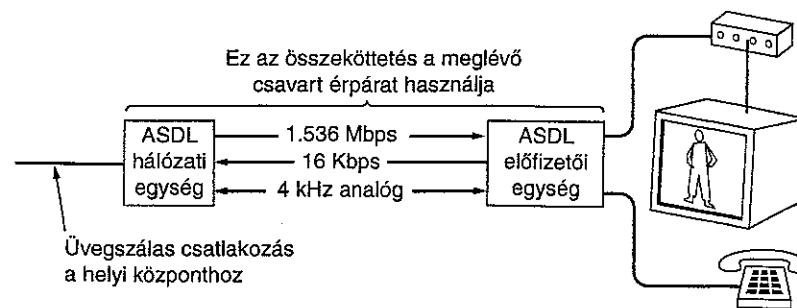 Ez az összeköttetés a meglévő
csavart érpárat használja
ASDL
hálózati
egység
1.536 Mbps
16 Kbps
4 kHz analóg
ASDL
előfizetői
egység
Üvegszálas csatlakozás
a helyi központhoz